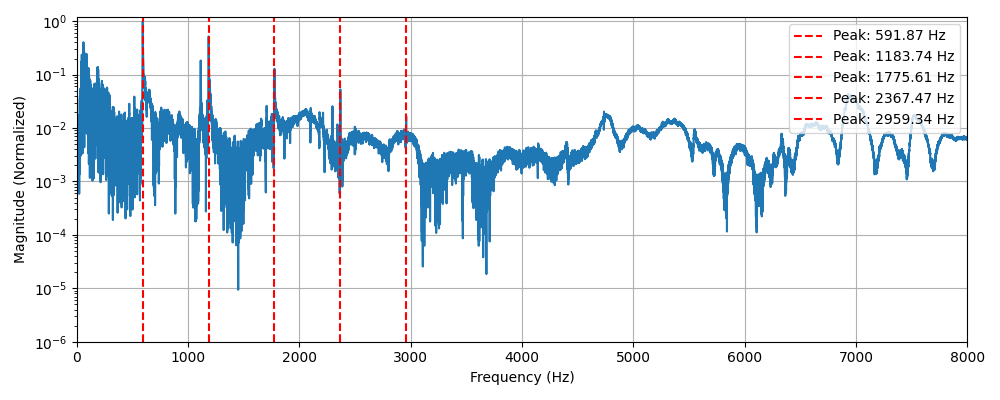 Magnitude (Normalized)
10⁰
10⁻¹
10⁻²
10⁻³
10⁻⁴
10⁻⁵
10⁻⁶
Peak: 591.87 Hz
Peak: 1183.74 Hz
Peak: 1775.61 Hz
Peak: 2367.47 Hz
Peak: 2959.34 Hz
0 1000 2000 3000 4000 5000 6000 7000 8000
Frequency (Hz)